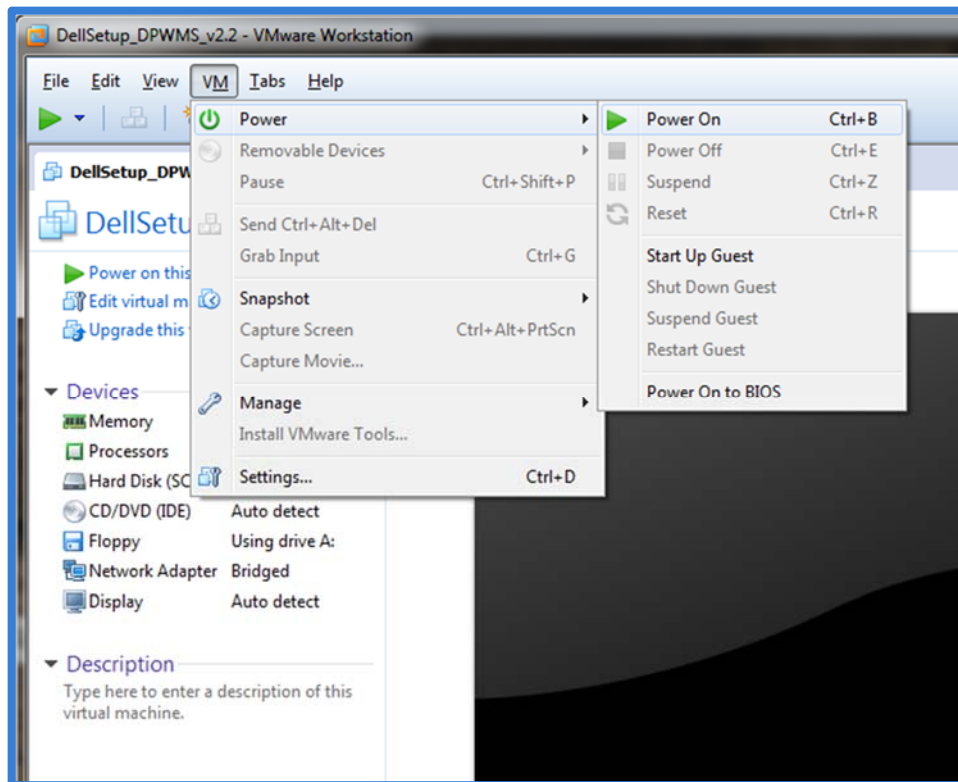 DellSetup_DPWMS_v2.2 - VMware Workstation
File Edit View VM Tabs Help
Power
Removable Devices
Pause Ctrl+Shift+P
Send Ctrl+Alt+Del
Grab Input Ctrl+G
Snapshot
Capture Screen Ctrl+Alt+PrtScn
Capture Movie...
Manage
Install VMware Tools...
Settings... Ctrl+D
Power On Ctrl+B
Power Off Ctrl+E
Suspend Ctrl+Z
Reset Ctrl+R
Start Up Guest
Shut Down Guest
Suspend Guest
Restart Guest
Power On to BIOS
DellSetup_DPW
DellSetu
Power on this
Edit virtual m
Upgrade this
Devices
Memory
Processors
Hard Disk (SC
CD/DVD (IDE) Auto detect
Floppy Using drive A:
Network Adapter Bridged
Display Auto detect
Description
Type here to enter a description of this
virtual machine.